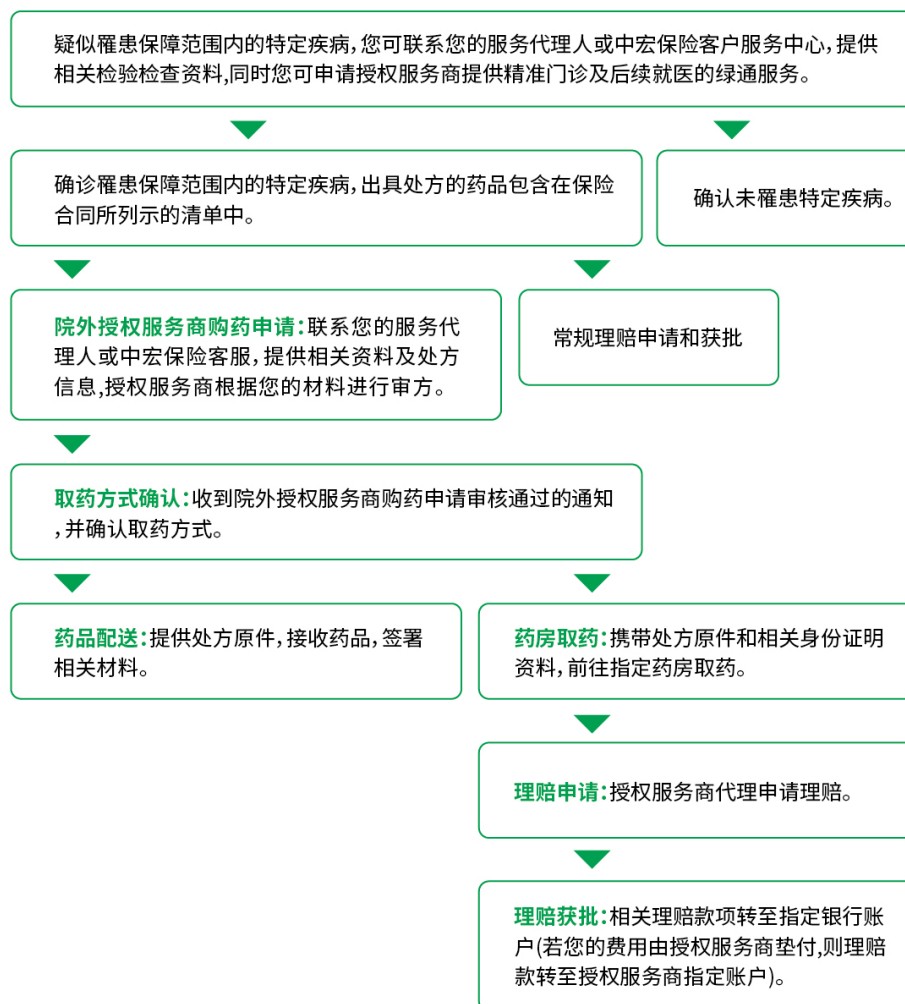 疑似罹患保障范围内的特定疾病，您可联系您的服务代理人或中宏保险客户服务中心，提供
相关检验检查资料,同时您可申请授权服务商提供精准门诊及后续就医的绿通服务。
确诊罹患保障范围内的特定疾病，出具处方的药品包含在保险
合同所列示的清单中。
确认未罹患特定疾病。
院外授权服务商购药申请：联系您的服务代
理人或中宏保险客服，提供相关资料及处方
信息,授权服务商根据您的材料进行审方。
常规理赔申请和获批
取药方式确认：收到院外授权服务商购药申请审核通过的通知
，并确认取药方式。
药品配送：提供处方原件，接收药品，签署
相关材料。
药房取药：携带处方原件和相关身份证明
资料，前往指定药房取药。
理赔申请：授权服务商代理申请理赔。
理赔获批：相关理赔款项转至指定银行账
户(若您的费用由授权服务商垫付,则理赔
款转至授权服务商指定账户)。